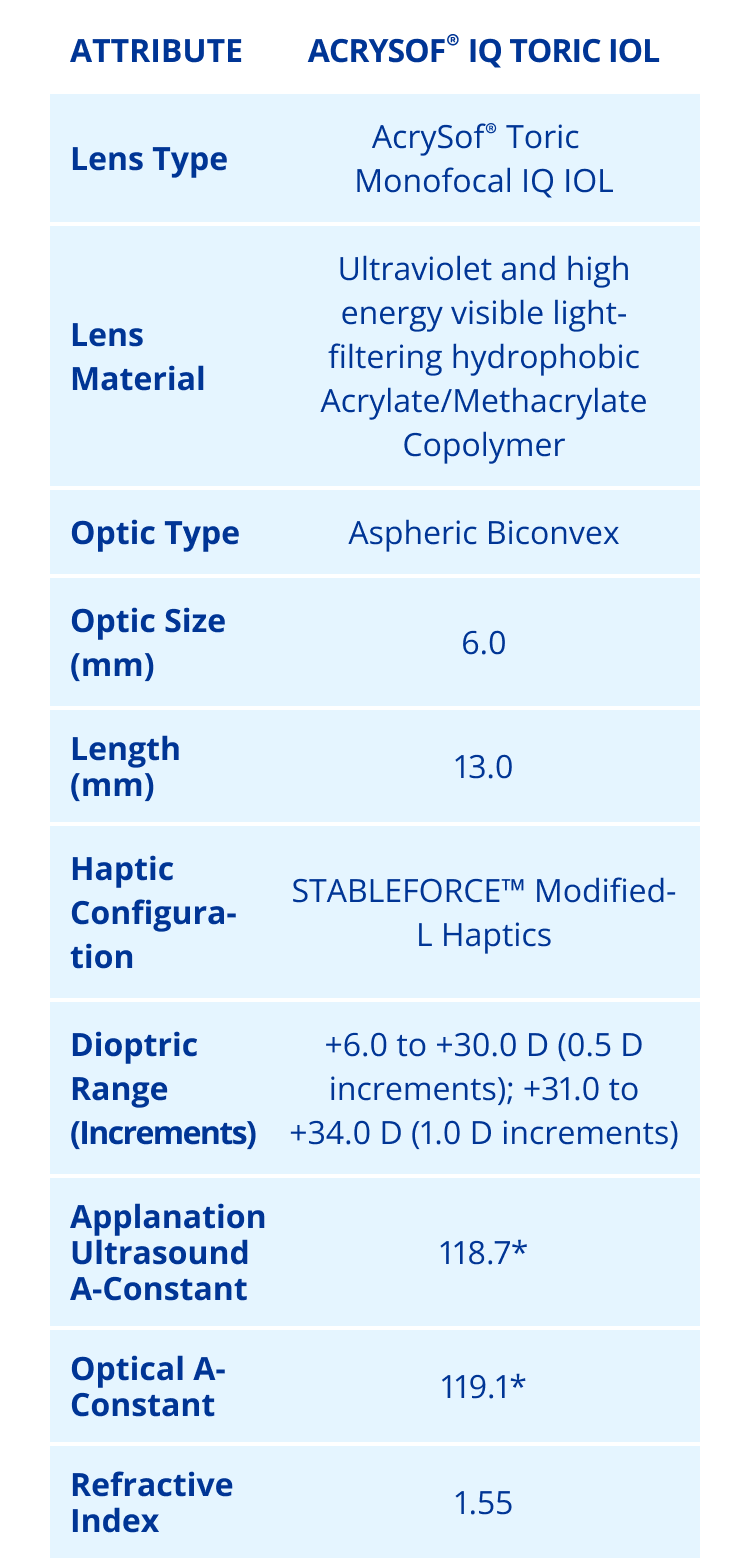 ATTRIBUTE ACRYSOF® IQ TORIC IOL
Lens Type
AcrySof® Toric
Monofocal IQ IOL
Lens
Material
Ultraviolet and high
energy visible light-
filtering hydrophobic
Acrylate/Methacrylate
Copolymer
Optic Type
Aspheric Biconvex
Optic Size
(mm)
6.0
Length
(mm)
13.0
Haptic
Configura-
tion
STABLEFORCE™ Modified-
L Haptics
Dioptric
Range
(Increments)
+6.0 to +30.0 D (0.5 D
increments); +31.0 to
+34.0 D (1.0 D increments)
Applanation
Ultrasound
A-Constant
118.7*
Optical A-
Constant
119.1*
Refractive
Index
1.55